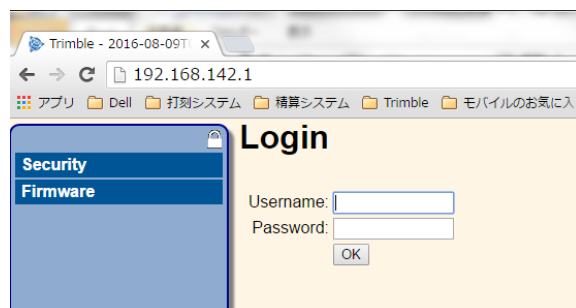 Trimble - 2016-08-09T
192.168.142.1
アプリ Dell 打刻システム 精算システム Trimble モバイルのお気に入
Login
Security
Firmware
Username:
Password:
OK